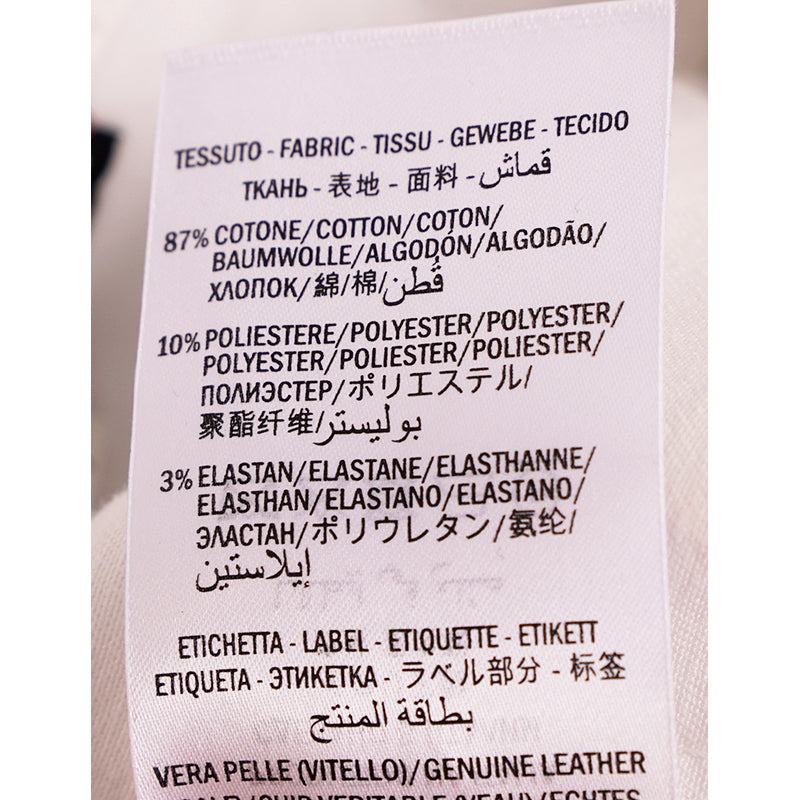 TESSUTO - FABRIC - TISSU - GEWEBE - TECIDO
ТКАНЬ - 表地 - 面料 - قماش
87% COTONE/COTTON/COTON/
BAUMWOLLE/ALGODÓN/ALGODÃO/
ХЛОПОК/綿/棉/قُطن
10% POLIESTERE/POLYESTER/POLYESTER/
POLYESTER/POLIESTER/POLIESTER/
ПОЛИЭСТЕР/ポリエステル/
聚酯纤维/بوليستر
3% ELASTAN/ELASTANE/ELASTHANNE/
ELASTHAN/ELASTANO/ELASTANO/
ЭЛАСТАН/ポリウレタン/氨纶/
إيلاستين
ETICHETTA - LABEL - ETIQUETTE - ETIKETT
ETIQUETA - ЭТИКЕТКА - ラベル部分 - 标签
بطاقة المنتج
VERA PELLE (VITELLO)/GENUINE LEATHER